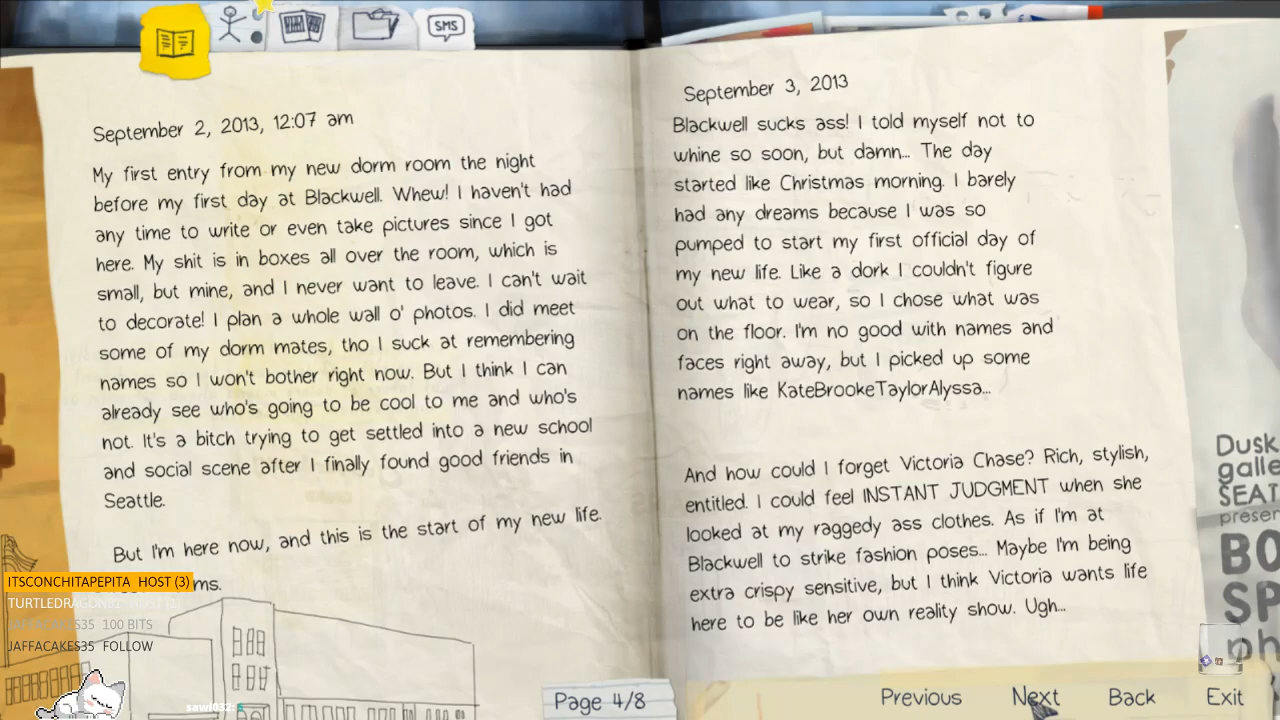 SMS
September 2, 2013, 12:07 am
My first entry from my new dorm room the night
before my first day at Blackwell. Whew! I haven't had
any time to write or even take pictures since I got
here. My shit is in boxes all over the room, which is
small, but mine, and I never want to leave. I can't wait
to decorate! I plan a whole wall o' photos. I did meet
some of my dorm mates, tho I suck at remembering
names so I won't bother right now. But I think I can
already see who's going to be cool to me and who's
not. It's a bitch trying to get settled into a new school
and social scene after I finally found good friends in
Seattle.
But I'm here now, and this is the start of my new life.
ms.
ITSCONCHITAPEPITA HOST (3)
TURTLEDRAGON81 HOST (1)
JAFFACAKES35 100 BITS
JAFFACAKES35 FOLLOW
sawi032: s
September 3, 2013
Blackwell sucks ass! I told myself not to
whine so soon, but damn... The day
started like Christmas morning. I barely
had any dreams because I was so
pumped to start my first official day of
my new life. Like a dork I couldn't figure
out what to wear, so I chose what was
on the floor. I'm no good with names and
faces right away, but I picked up some
names like KateBrookeTaylorAlyssa...
And how could I forget Victoria Chase? Rich, stylish,
entitled. I could feel INSTANT JUDGMENT when she
looked at my raggedy ass clothes. As if I'm at
Blackwell to strike fashion poses... Maybe I'm being
extra crispy sensitive, but I think Victoria wants life
here to be like her own reality show. Ugh...
Dusk
galle
SEAT
presen
BO
SP
ph
Page 4/8
Previous Next Back Exit